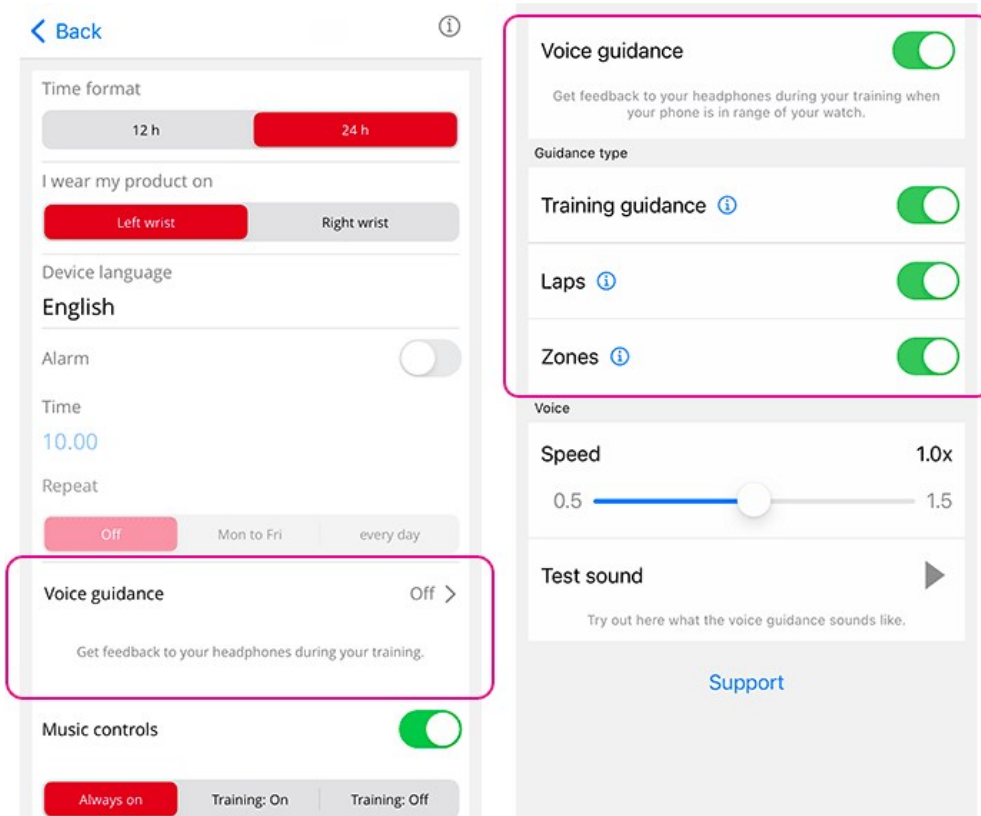 Back
Time format
12 h 24 h
I wear my product on
Left wrist Right wrist
Device language
English
Alarm
Time
10.00
Repeat
Off Mon to Fri every day
Voice guidance Off
Get feedback to your headphones during your training.
Music controls
Always on Training: On Training: Off
Voice guidance
Get feedback to your headphones during your training when
your phone is in range of your watch.
Guidance type
Training guidance
Laps
Zones
Voice
Speed 1.0x
0.5 1.5
Test sound
Try out here what the voice guidance sounds like.
Support